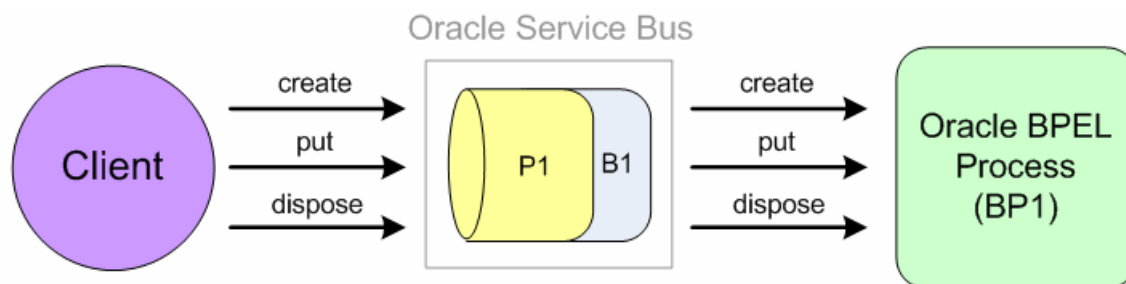 Oracle Service Bus
Client
create
put
dispose
P1
B1
create
put
dispose
Oracle BPEL
Process
(BP1)